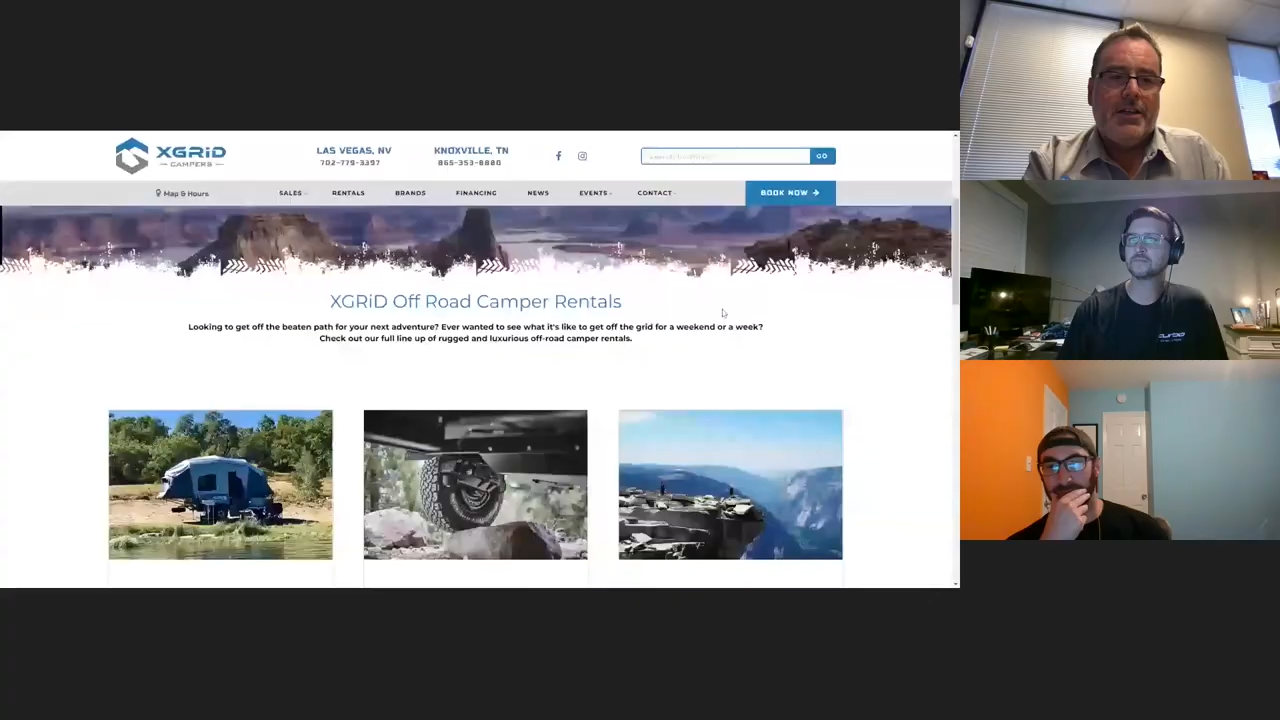 XGRiD
CAMPERS
LAS VEGAS, NV
702-779-3397
KNOXVILLE, TN
865-353-8880
GO
Map & Hours
SALES
RENTALS
BRANDS
FINANCING
NEWS
EVENTS
CONTACT
BOOK NOW
XGRiD Off Road Camper Rentals
Looking to get off the beaten path for your next adventure? Ever wanted to see what it's like to get off the grid for a weekend or a week?
Check out our full line up of rugged and luxurious off-road camper rentals.